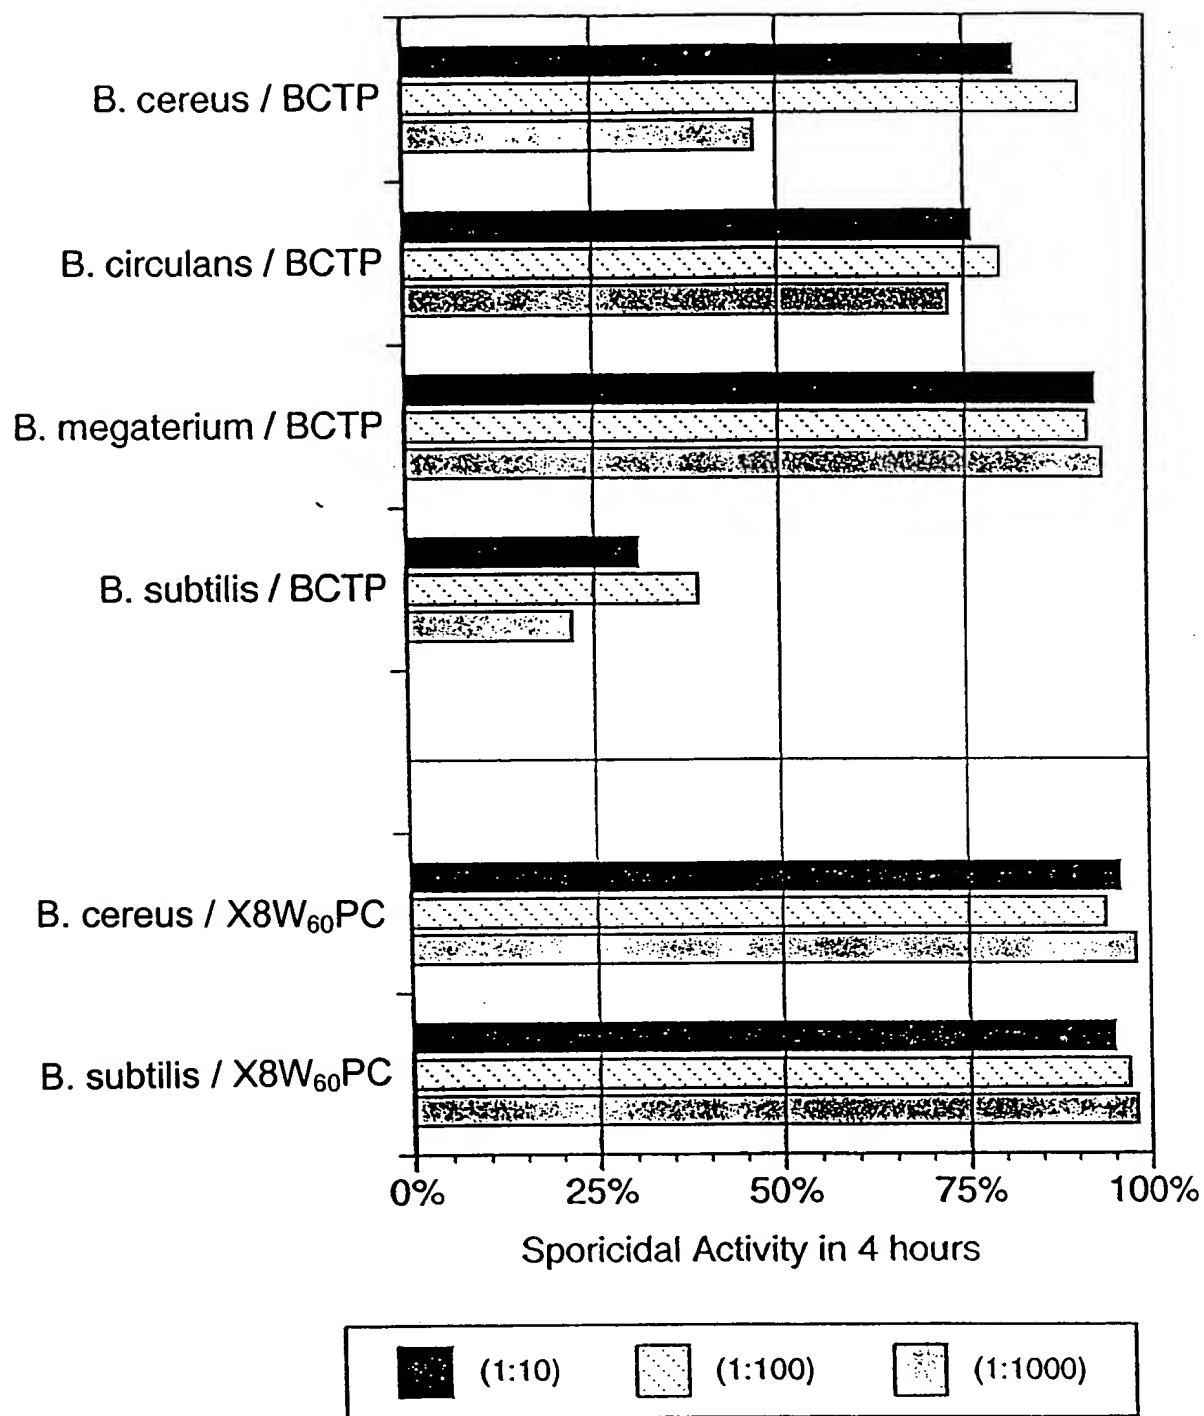 B. cereus / BCTP
B. circulans / BCTP
B. megaterium / BCTP
B. subtilis / BCTP
B. cereus / X8W₆₀PC
B. subtilis / X8W₆₀PC
0% 25% 50% 75% 100%
Sporicidal Activity in 4 hours
(1:10) (1:100) (1:1000)